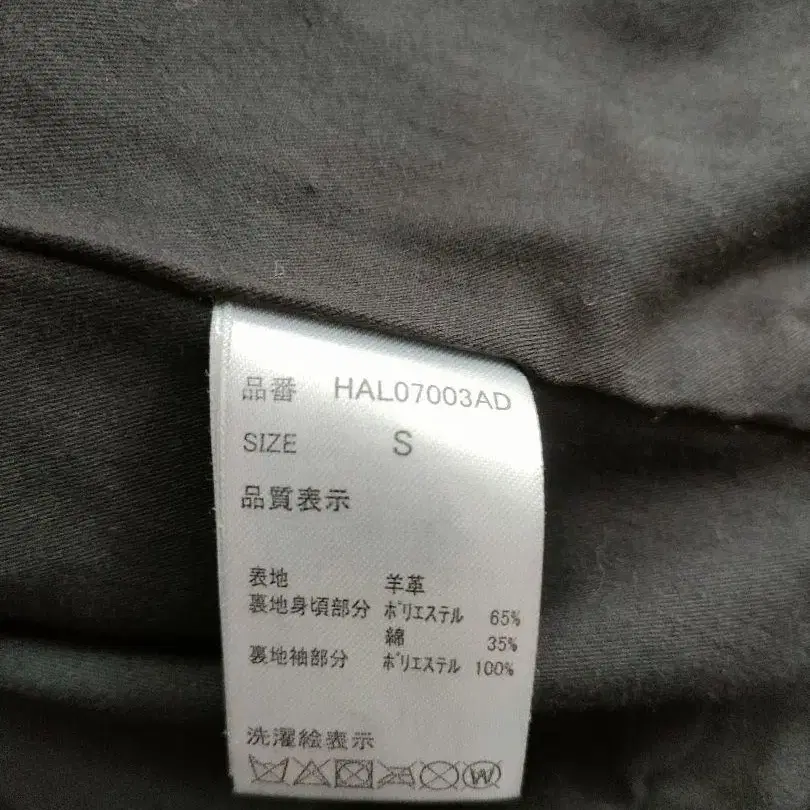 品番 HAL07003AD
SIZE S
品質表示
表地 羊革
裏地身頃部分 ポリエステル 65%
綿 35%
裏地袖部分 ポリエステル 100%
洗濯絵表示
W